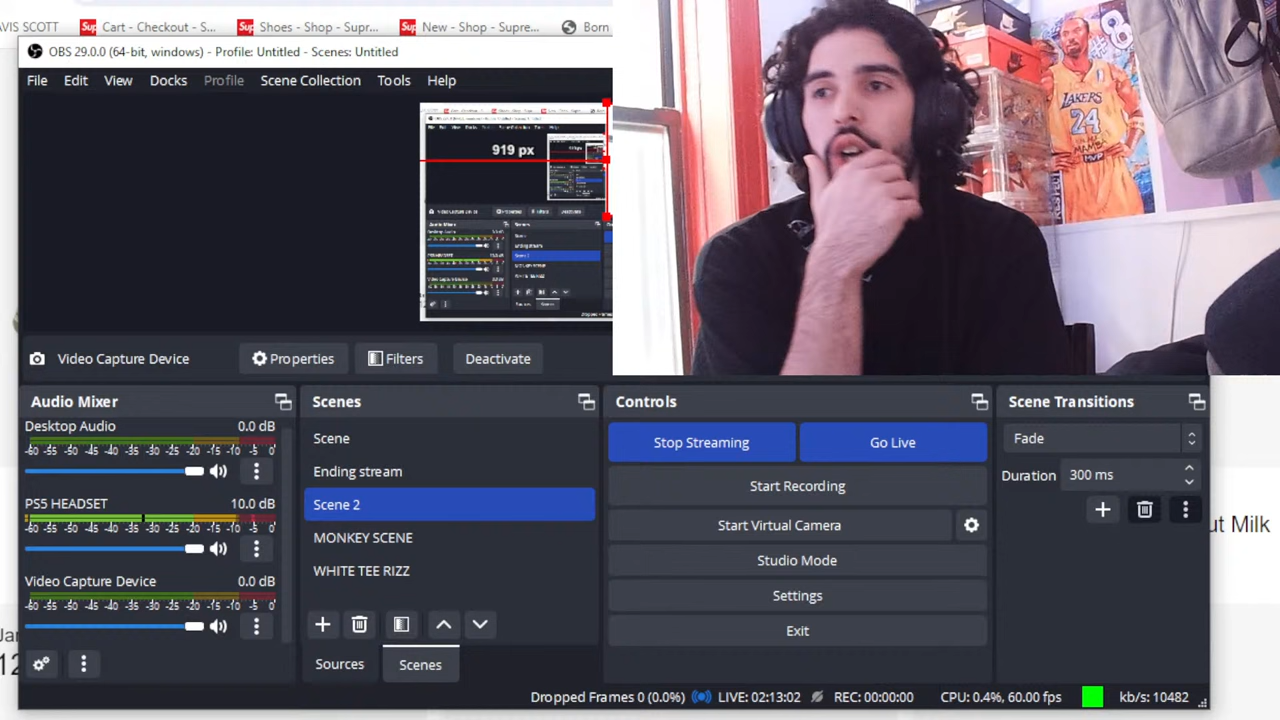 AVIS SCOTT
Sup Cart - Checkout - S...
Sup Shoes - Shop - Supr...
Sup New - Shop - Supre...
Born
OBS 29.0.0 (64-bit, windows) - Profile: Untitled - Scenes: Untitled
File Edit View Docks Profile Scene Collection Tools Help
919 px
LAKERS
24
#8
MVP
Video Capture Device Properties Filters Deactivate
Audio Mixer
Desktop Audio 0.0 dB
-60 -55 -50 -45 -40 -35 -30 -25 -20 -15 -10 -5 0
PS5 HEADSET 10.0 dB
-60 -55 -50 -45 -40 -35 -30 -25 -20 -15 -10 -5 0
Video Capture Device 0.0 dB
-60 -55 -50 -45 -40 -35 -30 -25 -20 -15 -10 -5 0
Scenes
Scene
Ending stream
Scene 2
MONKEY SCENE
WHITE TEE RIZZ
Sources Scenes
Controls
Stop Streaming Go Live
Start Recording
Start Virtual Camera
Studio Mode
Settings
Exit
Scene Transitions
Fade
Duration 300 ms
ut Milk
Jar
12
Dropped Frames 0 (0.0%) LIVE: 02:13:02 REC: 00:00:00 CPU: 0.4%, 60.00 fps kb/s: 10482